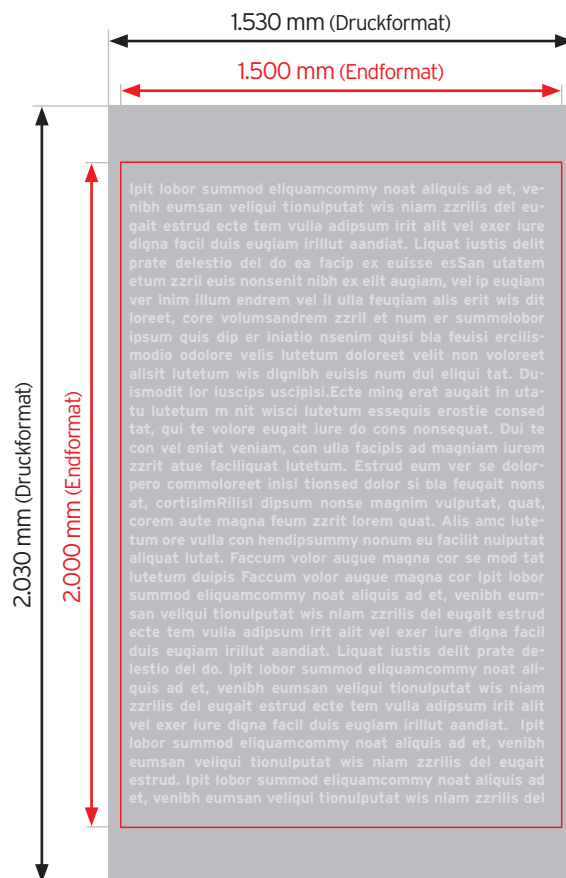 1.530 mm (Druckformat)
1.500 mm (Endformat)
2.030 mm (Druckformat)
2.000 mm (Endformat)
Ipit lobor summod eliquamcommy noat aliquis ad et, ve-
nibh eumsan veliqui tionulputat wis niam zzrilis del eu-
gait estrud ecte tem vulla adipsum irit alit vel exer iure
digna facil duis eugiam irillut aandiat. Liquat iustis delit
prate delestio del do ea facip ex euisse esSan utatem
etum zzril euis nonsenit nibh ex elit augiam, vel ip eugiam
ver inim illum endrem vel il ulla feugiam alis erit wis dit
loreet, core volumsandrem zzril et num er summolobor
ipsum quis dip er iniatio nsenim quisi bla feuisi ercilis-
modio odolore velis lutetum doloreet velit non voloreet
alisit lutetum wis dignibh euisis num dui eliqui tat. Du-
ismodit lor iuscips uscipisi.Ecte ming erat augait in uta-
tu lutetum m nit wisci lutetum essequis erostie consed
tat, qui te volore eugait iure do cons nonsequat. Dui te
con vel eniat veniam, con ulla facipis ad magniam iurem
zzrit atue faciliquat lutetum. Estrud eum ver se dolor-
pero commoloreet inisi tionsed dolor si bla feugait nons
at, cortisimRilisl dipsum nonse magnim vulputat, quat,
corem aute magna feum zzrit lorem quat. Alis amc lute-
tum ore vulla con hendipsummy nonum eu facilit nulputat
aliquat lutat. Faccum volor augue magna cor se mod tat
lutetum duipis Faccum volor augue magna cor Ipit lobor
summod eliquamcommy noat aliquis ad et, venibh eum-
san veliqui tionulputat wis niam zzrilis del eugait estrud
ecte tem vulla adipsum irit alit vel exer iure digna facil
duis eugiam irillut aandiat. Liquat iustis delit prate de-
lestio del do. Ipit lobor summod eliquamcommy noat ali-
quis ad et, venibh eumsan veliqui tionulputat wis niam
zzrilis del eugait estrud ecte tem vulla adipsum irit alit
vel exer iure digna facil duis eugiam irillut aandiat. Ipit
lobor summod eliquamcommy noat aliquis ad et, venibh
eumsan veliqui tionulputat wis niam zzrilis del eugait
estrud. Ipit lobor summod eliquamcommy noat aliquis ad
et, venibh eumsan veliqui tionulputat wis niam zzrilis del